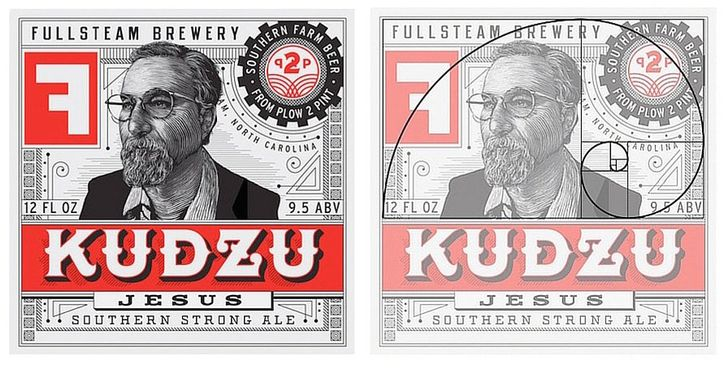 FULLSTEAM BREWERY
SOUTHERN FARM BEER
P2P
FROM PLOW 2 PINT
F
NORTH CAROLINA
12 FL OZ
9.5 ABV
KUDZU
JESUS
SOUTHERN STRONG ALE
FULLSTEAM BREWERY
SOUTHERN FARM BEER
P2P
FROM PLOW 2 PINT
F
NORTH CAROLINA
12 FL OZ
9.5 ABV
KUDZU
JESUS
SOUTHERN STRONG ALE